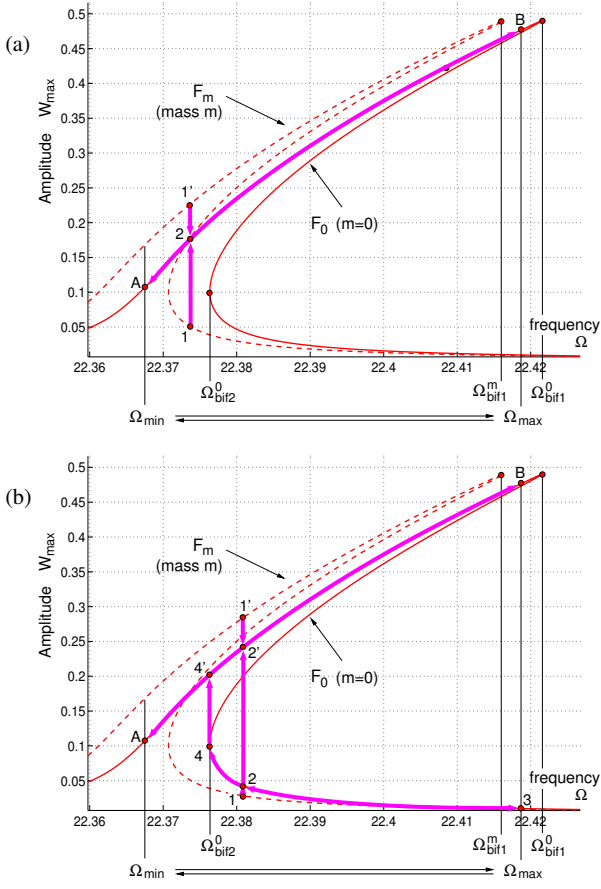 (a)
Amplitude W_max
0.5
0.45
0.4
0.35
0.3
0.25
0.2
0.15
0.1
0.05
F_m
(mass m)
F_0 (m=0)
B
1'
2
A
1
frequency
Ω
22.36 22.37 22.38 22.39 22.4 22.41 22.42
Ω^0_bif2 Ω^m_bif1 Ω^0_bif1
Ω_min Ω_max
(b)
Amplitude W_max
0.5
0.45
0.4
0.35
0.3
0.25
0.2
0.15
0.1
0.05
F_m
(mass m)
F_0 (m=0)
B
1'
2'
4'
A
4
2
1
3
frequency
Ω
22.36 22.37 22.38 22.39 22.4 22.41 22.42
Ω^0_bif2 Ω^m_bif1 Ω^0_bif1
Ω_min Ω_max